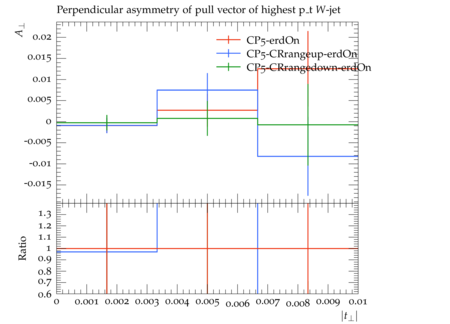 Perpendicular asymmetry of pull vector of highest p_t W-jet
A⊥
0.02
0.015
0.01
0.005
0
-0.005
-0.01
-0.015
CP5-erdOn
CP5-CRrangeup-erdOn
CP5-CRrangedown-erdOn
Ratio
1.3
1.2
1.1
1
0.9
0.8
0.7
0.6
0 0.001 0.002 0.003 0.004 0.005 0.006 0.007 0.008 0.009 0.01
|t⊥|